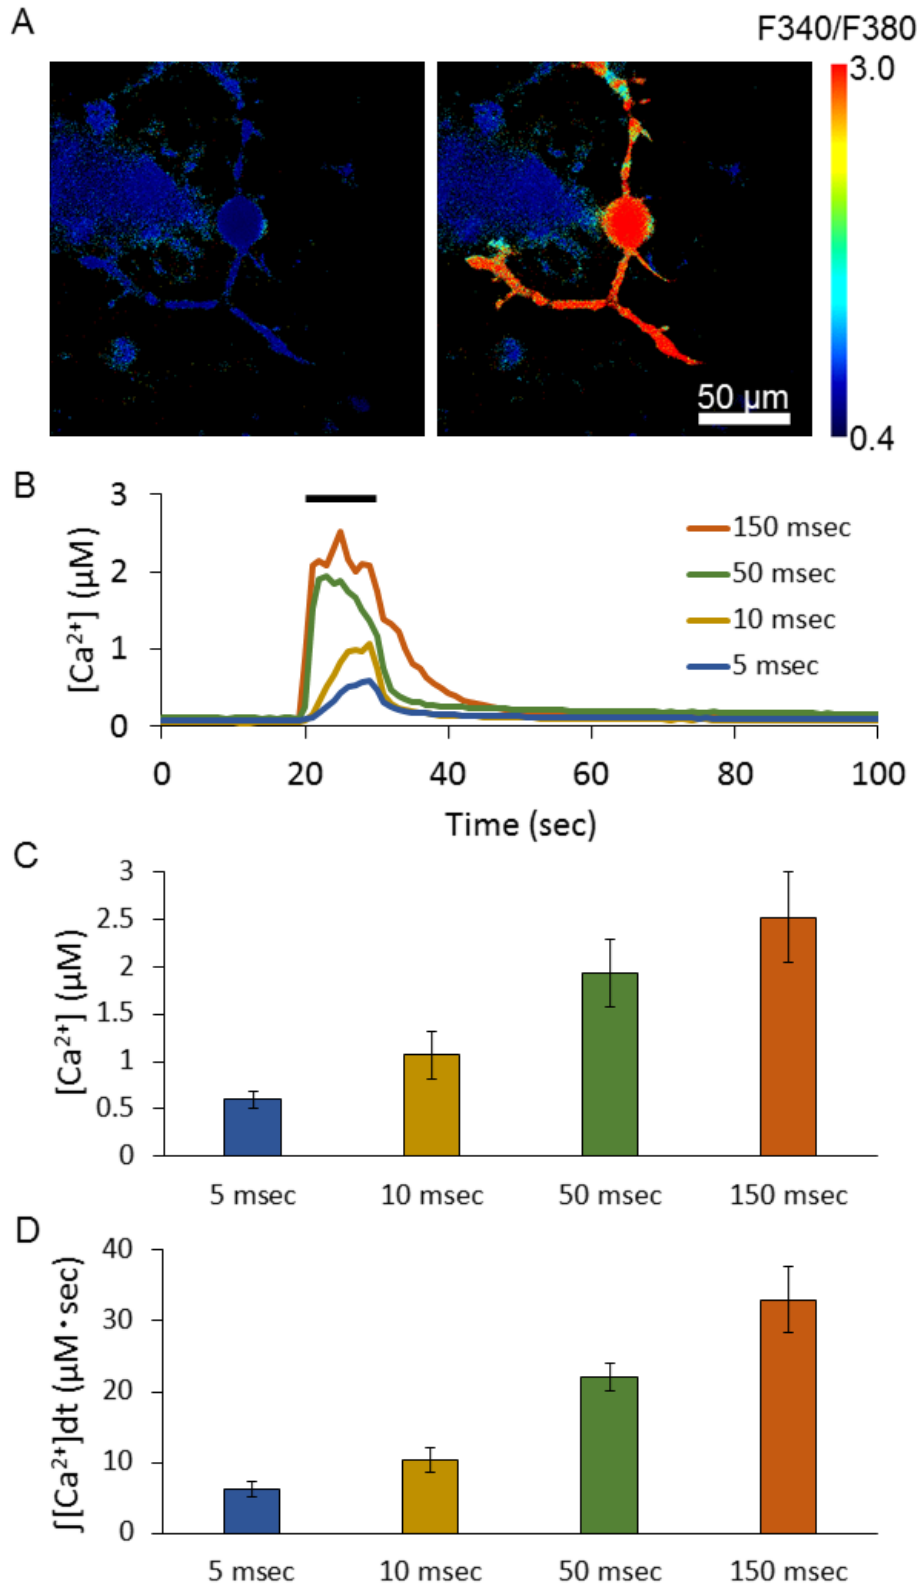 A
F340/F380
3.0
50 µm
0.4
B
3
2
1
0
[Ca²⁺] (µM)
150 msec
50 msec
10 msec
5 msec
0 20 40 60 80 100
Time (sec)
C
3
2.5
2
1.5
1
0.5
0
[Ca²⁺] (µM)
5 msec 10 msec 50 msec 150 msec
D
40
30
20
10
0
∫[Ca²⁺]dt (µM·sec)
5 msec 10 msec 50 msec 150 msec